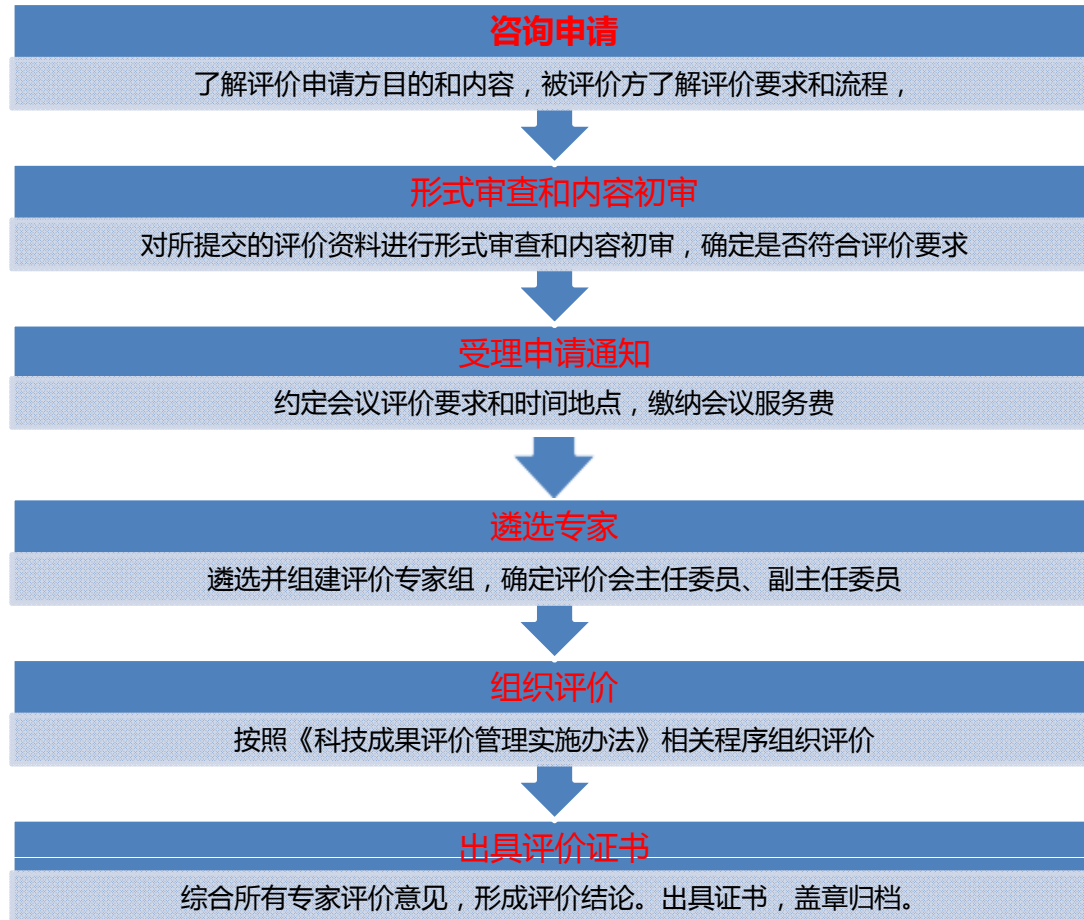 咨询申请
了解评价申请方目的和内容，被评价方了解评价要求和流程，
形式审查和内容初审
对所提交的评价资料进行形式审查和内容初审，确定是否符合评价要求
受理申请通知
约定会议评价要求和时间地点，缴纳会议服务费
遴选专家
遴选并组建评价专家组，确定评价会主任委员、副主任委员
组织评价
按照《科技成果评价管理实施办法》相关程序组织评价
出具评价证书
综合所有专家评价意见，形成评价结论。出具证书，盖章归档。